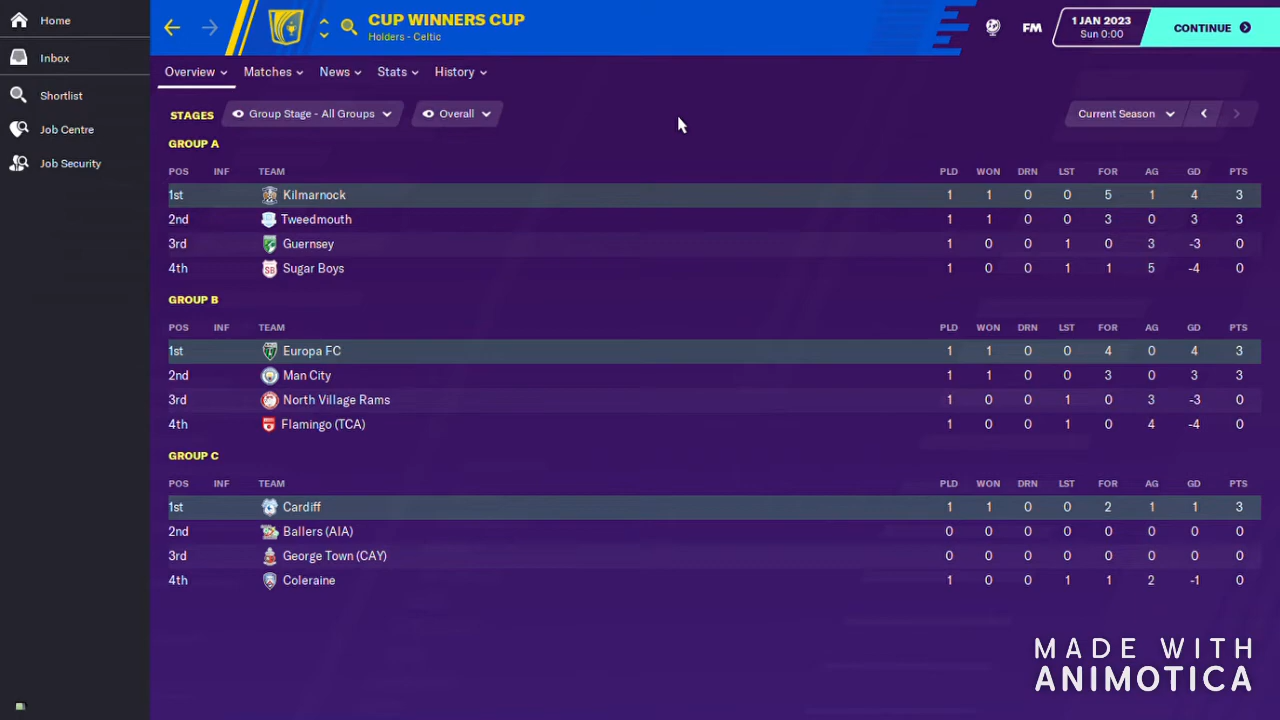 Home
Inbox
Shortlist
Job Centre
Job Security
CUP WINNERS CUP
Holders - Celtic
FM
1 JAN 2023
Sun 0:00
CONTINUE
Overview Matches News Stats History
STAGES Group Stage - All Groups Overall Current Season
GROUP A
POS INF TEAM PLD WON DRN LST FOR AG GD PTS
1st Kilmarnock 1 1 0 0 5 1 4 3
2nd Tweedmouth 1 1 0 0 3 0 3 3
3rd Guernsey 1 0 0 1 0 3 -3 0
4th SB Sugar Boys 1 0 0 1 1 5 -4 0
GROUP B
POS INF TEAM PLD WON DRN LST FOR AG GD PTS
1st Europa FC 1 1 0 0 4 0 4 3
2nd Man City 1 1 0 0 3 0 3 3
3rd North Village Rams 1 0 0 1 0 3 -3 0
4th Flamingo (TCA) 1 0 0 1 0 4 -4 0
GROUP C
POS INF TEAM PLD WON DRN LST FOR AG GD PTS
1st Cardiff 1 1 0 0 2 1 1 3
2nd Ballers (AIA) 0 0 0 0 0 0 0 0
3rd George Town (CAY) 0 0 0 0 0 0 0 0
4th Coleraine 1 0 0 1 1 2 -1 0
MADE WITH
ANIMOTICA